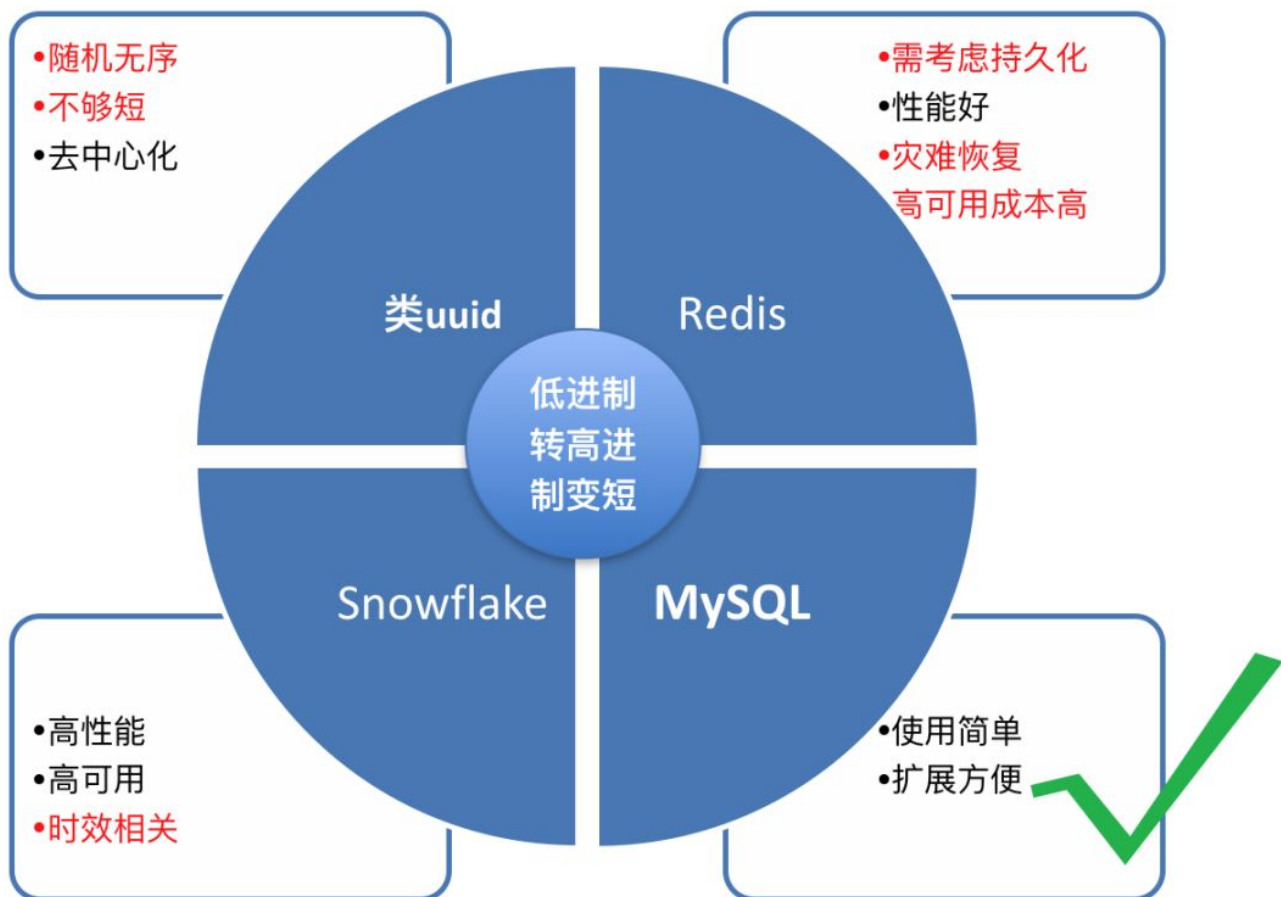 •随机无序
•不够短
•去中心化
•需考虑持久化
•性能好
•灾难恢复
高可用成本高
类uuid
Redis
低进制
转高进
制变短
Snowflake
MySQL
•高性能
•高可用
•时效相关
•使用简单
•扩展方便